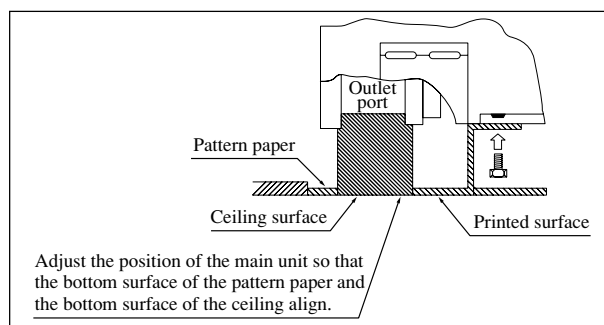 Outlet
port
Pattern paper
Ceiling surface
Printed surface
Adjust the position of the main unit so that
the bottom surface of the pattern paper and
the bottom surface of the ceiling align.